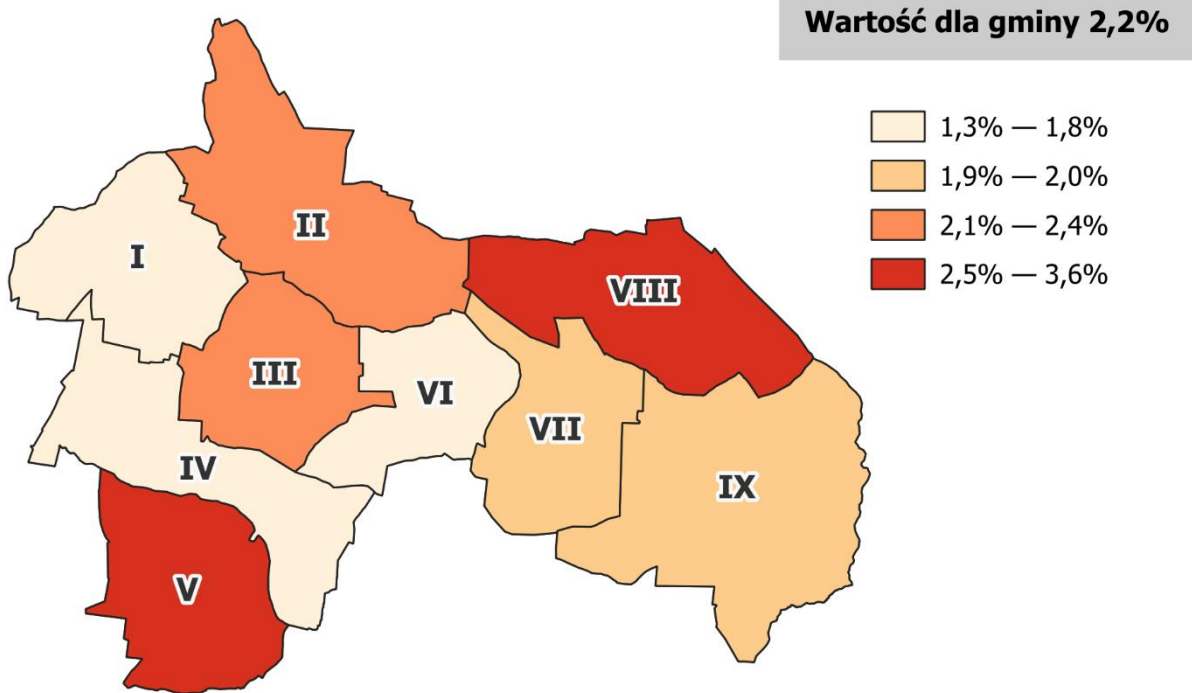 Wartość dla gminy 2,2%
1,3% — 1,8%
1,9% — 2,0%
2,1% — 2,4%
2,5% — 3,6%
I
II
III
IV
V
VI
VII
VIII
IX